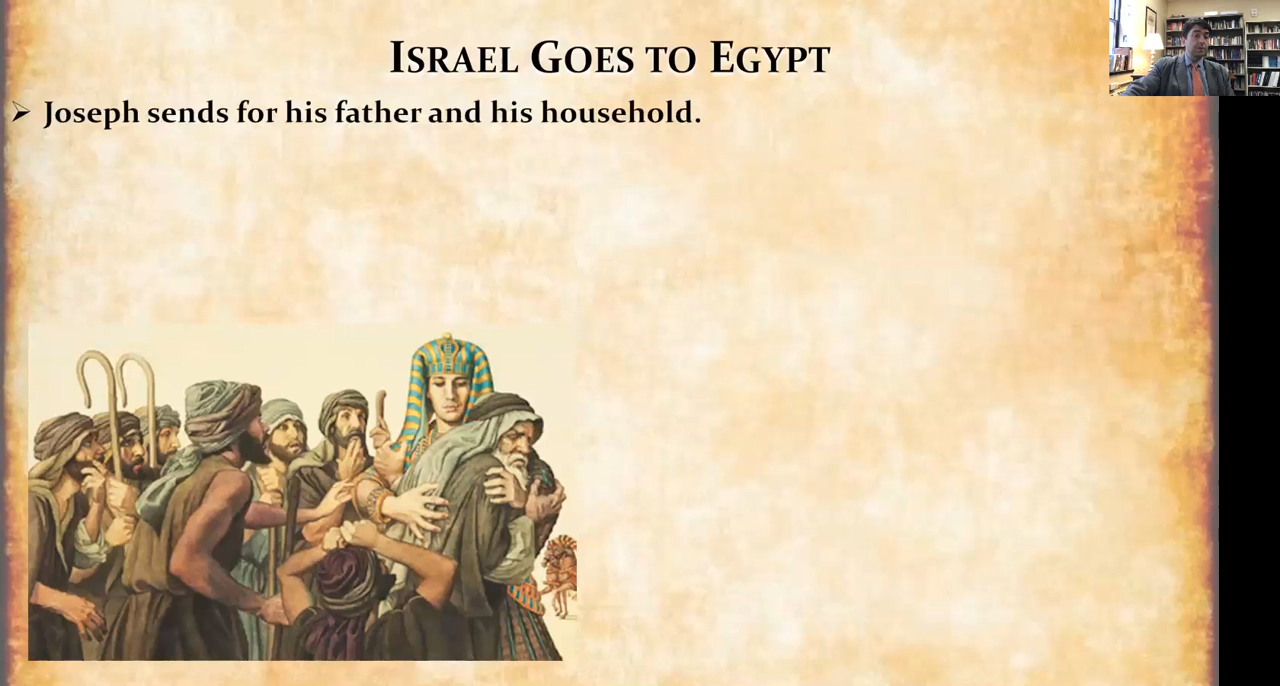 Israel Goes to Egypt
➢ Joseph sends for his father and his household.